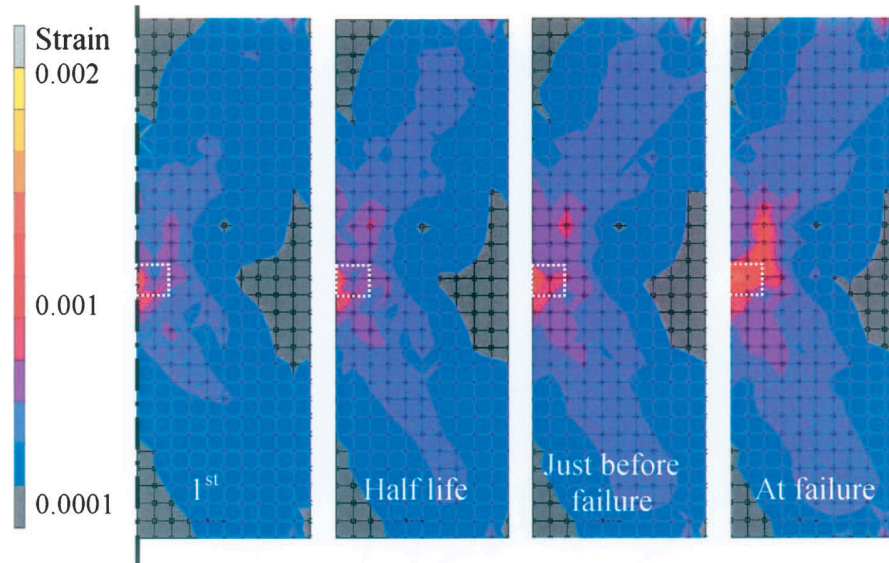 Strain
0.002
0.001
0.0001
1st
Half life
Just before
failure
At failure